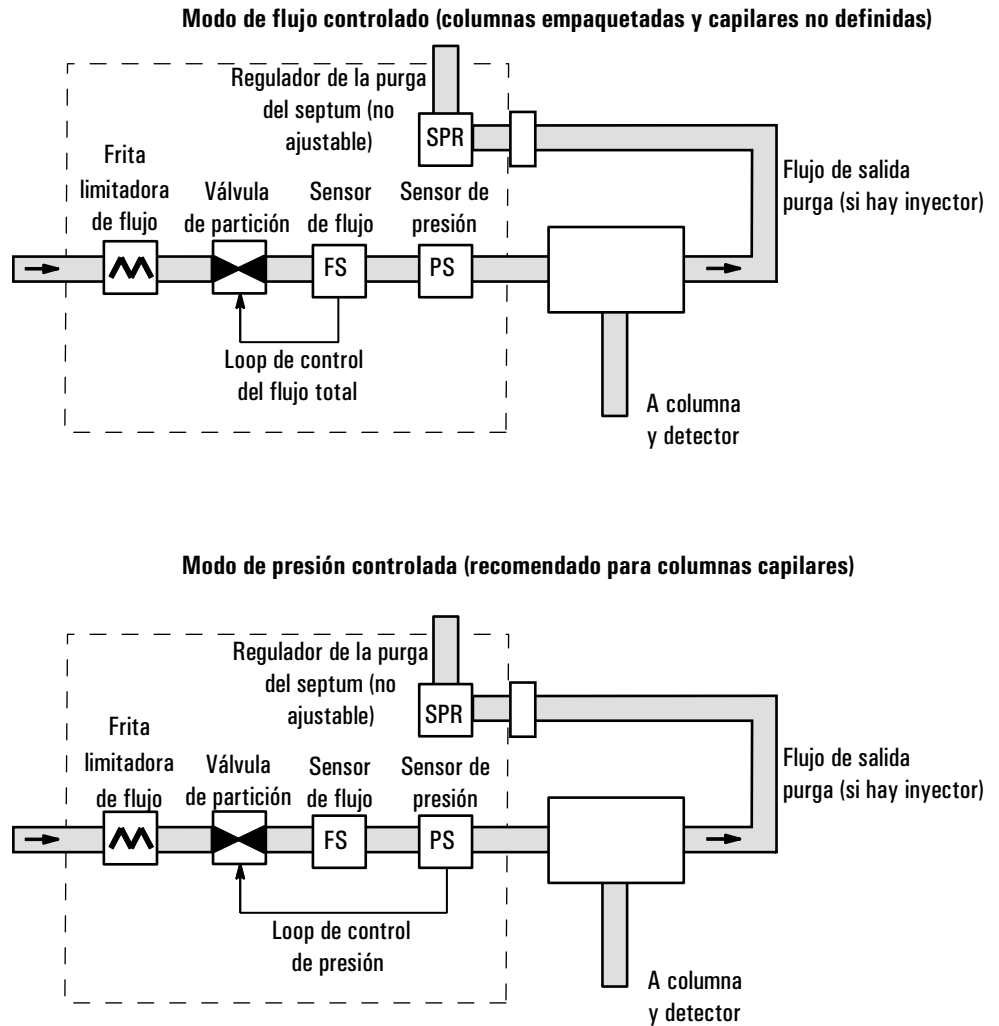 Modo de flujo controlado (columnas empaquetadas y capilares no definidas)
Regulador de la purga
del septum (no
ajustable)
SPR
Frita
limitadora
de flujo
Válvula
de partición
Sensor
de flujo
Sensor de
presión
Flujo de salida
purga (si hay inyector)
FS
PS
Loop de control
del flujo total
A columna
y detector
Modo de presión controlada (recomendado para columnas capilares)
Regulador de la purga
del septum (no
ajustable)
SPR
Frita
limitadora
de flujo
Válvula
de partición
Sensor
de flujo
Sensor de
presión
Flujo de salida
purga (si hay inyector)
FS
PS
Loop de control
de presión
A columna
y detector